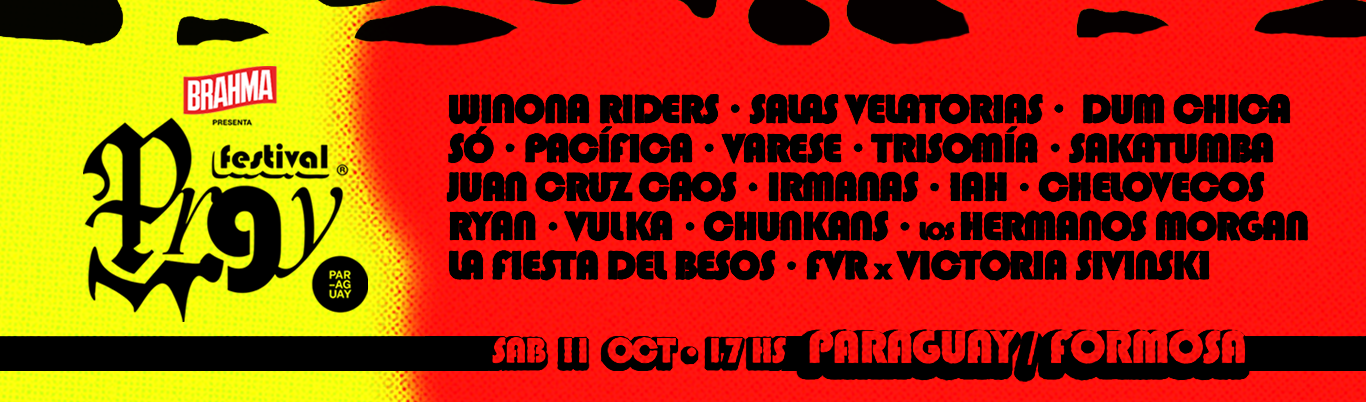 BRAHMA
PRESENTA
festival ®
Pr9y
PAR
-AG
UAY
WINONA RIDERS · SALAS VELATORIAS · DUM CHICA
SÓ · PACÍFICA · VARESE · TRISOMÍA · SAKATUMBA
JUAN CRUZ CAOS · IRMANAS · IAH · CHELOVECOS
RYAN · VULKA · CHUNKANS · LOS HERMANOS MORGAN
LA FIESTA DEL BESOS · FVR x VICTORIA SIVINSKI
SAB 11 OCT • 17 HS PARAGUAY / FORMOSA